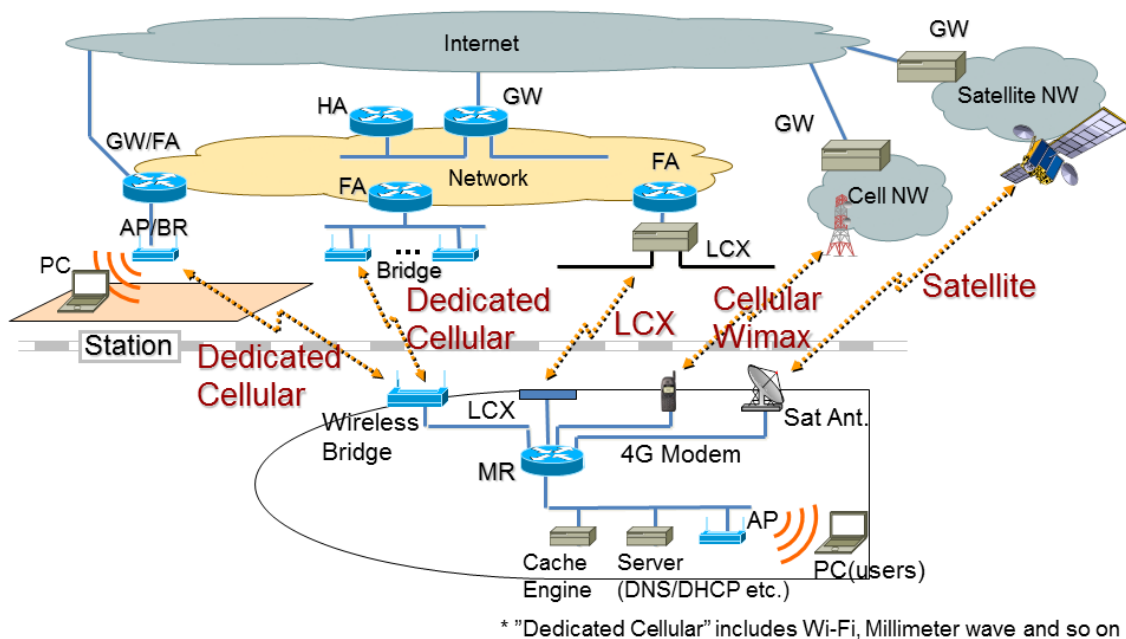 Internet
GW
Satellite NW
HA
GW
GW
GW/FA
FA
Network
FA
Cell NW
AP/BR
PC
...
Bridge
LCX
Dedicated
Cellular
LCX
Cellular
Wimax
Satellite
Station
Dedicated
Cellular
Wireless
Bridge
LCX
4G Modem
Sat Ant.
MR
AP
Cache
Engine
Server
(DNS/DHCP etc.)
PC(users)
* ”Dedicated Cellular” includes Wi-Fi, Millimeter wave and so on